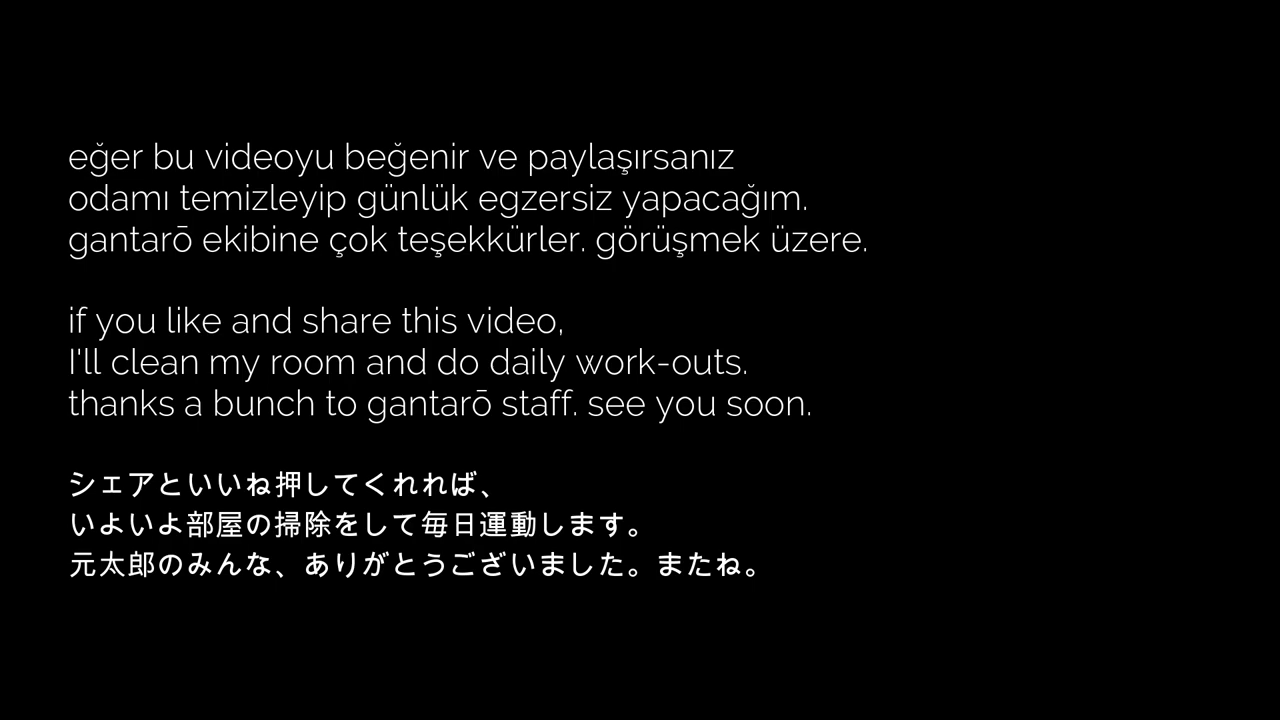 eğer bu videoyu beğenir ve paylaşırsanız
odamı temizleyip günlük egzersiz yapacağım.
gantarō ekibine çok teşekkürler. görüşmek üzere.
if you like and share this video,
I'll clean my room and do daily work-outs.
thanks a bunch to gantarō staff. see you soon.
シェアといいね押してくれれば、
いよいよ部屋の掃除をして毎日運動します。
元太郎のみんな、ありがとうございました。またね。